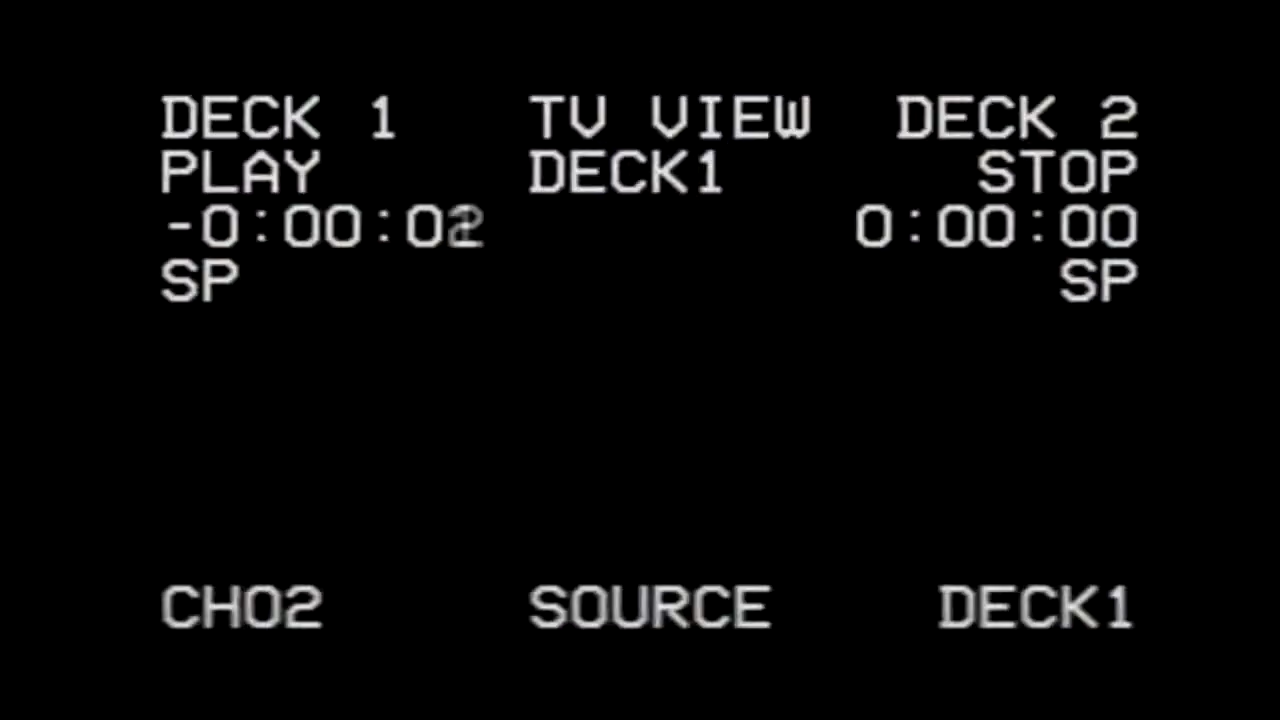 DECK 1 TV VIEW DECK 2
PLAY DECK1 STOP
-0:00:02 0:00:00
SP SP
CH02 SOURCE DECK1